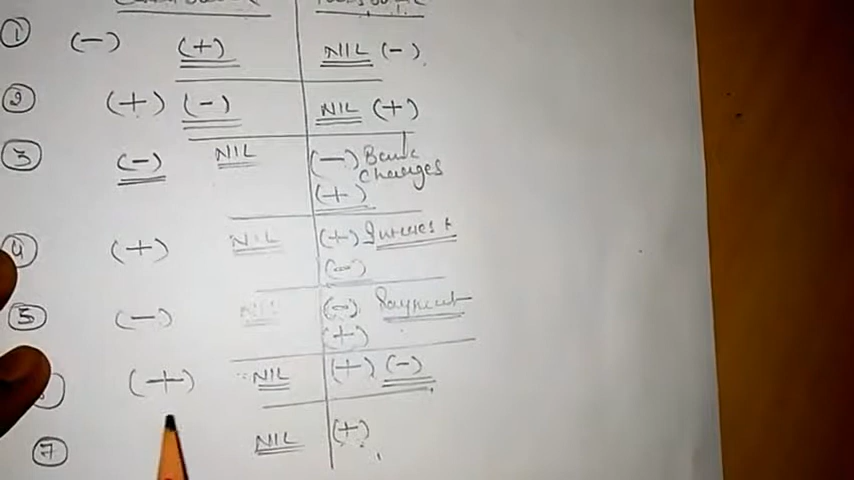 ① (-) (+) NIL (-).
② (+) (-) NIL (+)
③ (-) NIL (-) Bank
charges
(+)
4 (+) NIL (+) Interest
(-)
⑤ (-) NIL (-). Payment
(+)
(+) NIL (+) (-)
⑦ NIL (+)